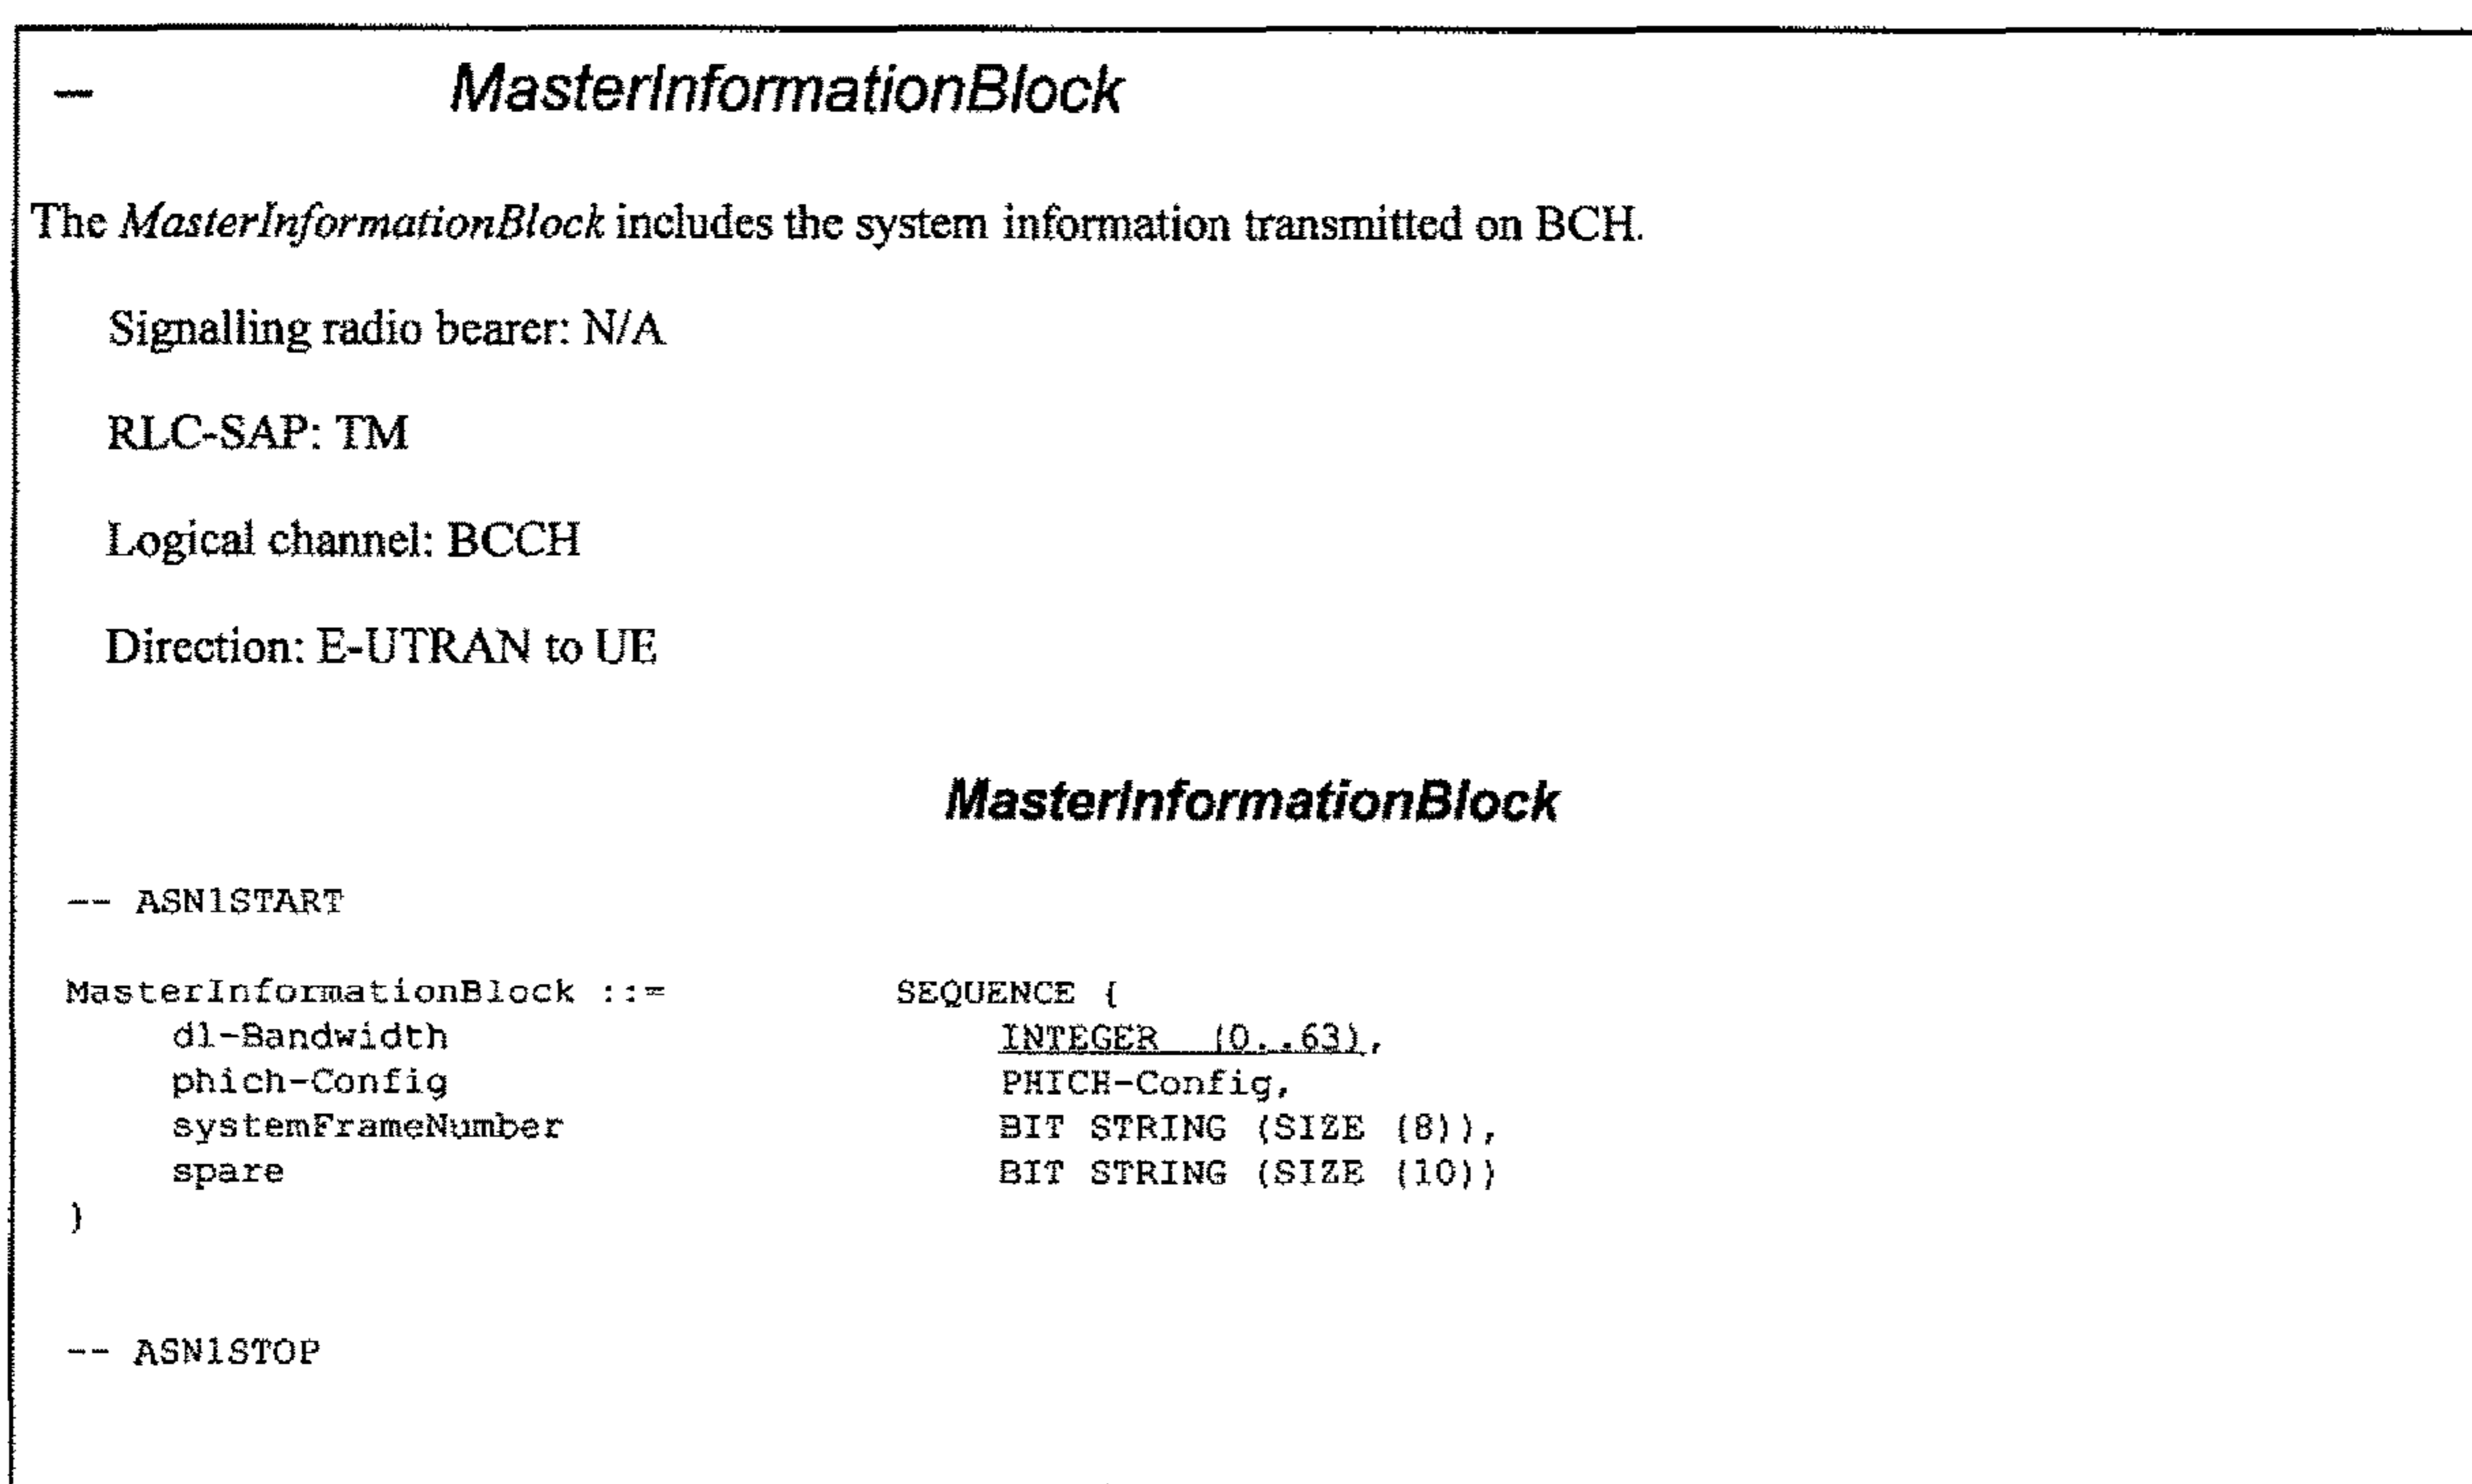 – MasterInformationBlock
The MasterInformationBlock includes the system information transmitted on BCH.
Signalling radio bearer: N/A
RLC-SAP: TM
Logical channel: BCCH
Direction: E-UTRAN to UE
MasterInformationBlock
-- ASN1START
MasterInformationBlock ::= SEQUENCE {
dl-Bandwidth INTEGER (0..63),
phich-Config PHICH-Config,
systemFrameNumber BIT STRING (SIZE (8)),
spare BIT STRING (SIZE (10))
}
-- ASN1STOP